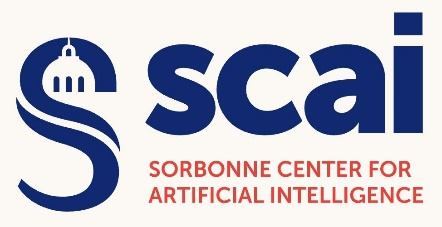 scai
SORBONNE CENTER FOR
ARTIFICIAL INTELLIGENCE